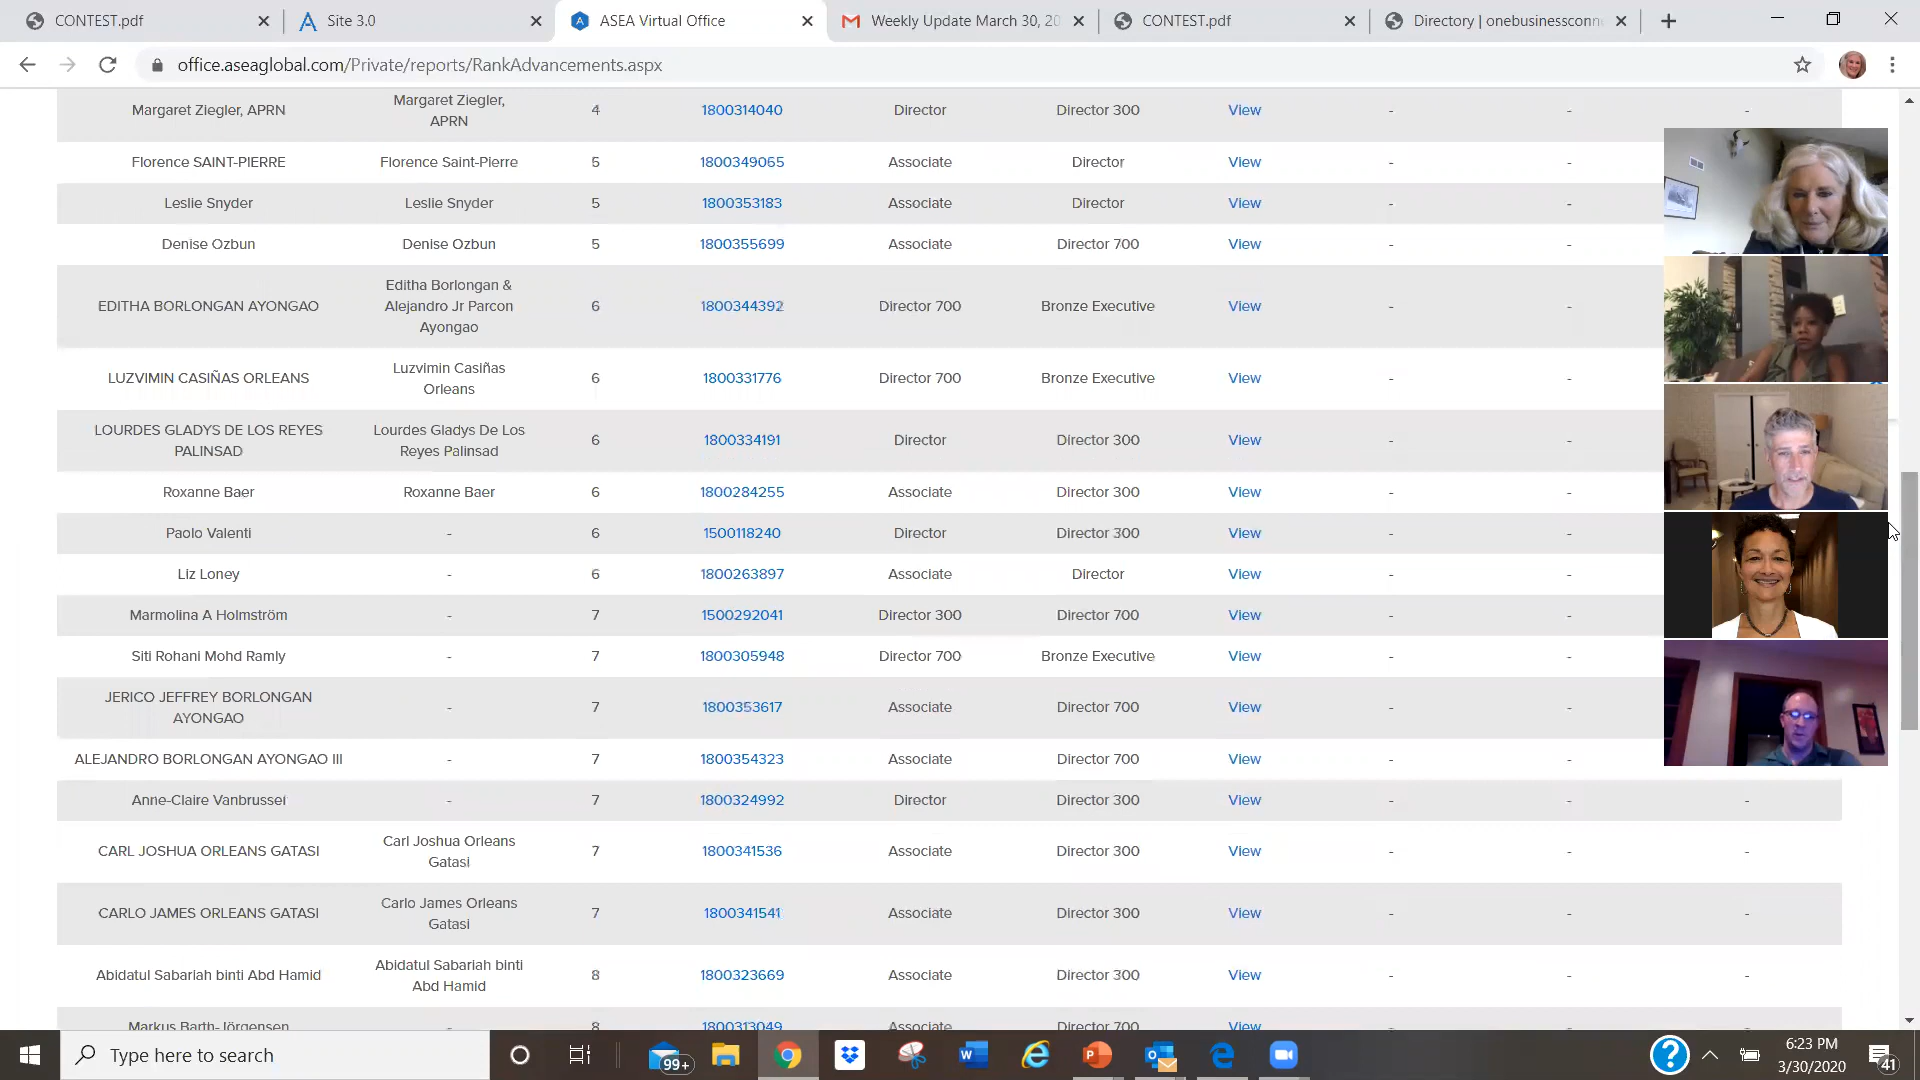 CONTEST.pdf
Site 3.0
ASEA Virtual Office
Weekly Update March 30, 20
CONTEST.pdf
Directory | onebusinessconne
office.aseaglobal.com/Private/reports/RankAdvancements.aspx
Margaret Ziegler, APRN Margaret Ziegler, 4 1800314040 Director Director 300 View - - -
APRN
Florence SAINT-PIERRE Florence Saint-Pierre 5 1800349065 Associate Director View - -
Leslie Snyder Leslie Snyder 5 1800353183 Associate Director View - -
Denise Ozbun Denise Ozbun 5 1800355699 Associate Director 700 View - -
Editha Borlongan &
EDITHA BORLONGAN AYONGAO Alejandro Jr Parcon 6 1800344392 Director 700 Bronze Executive View - -
Ayongao
LUZVIMIN CASIÑAS ORLEANS Luzvimin Casiñas 6 1800331776 Director 700 Bronze Executive View - -
Orleans
LOURDES GLADYS DE LOS REYES Lourdes Gladys De Los 6 1800334191 Director Director 300 View - -
PALINSAD Reyes Palinsad
Roxanne Baer Roxanne Baer 6 1800284255 Associate Director 300 View - -
Paolo Valenti - 6 1500118240 Director Director 300 View - -
Liz Loney - 6 1800263897 Associate Director View - -
Marmolina A Holmström - 7 1500292041 Director 300 Director 700 View - -
Siti Rohani Mohd Ramly - 7 1800305948 Director 700 Bronze Executive View - -
JERICO JEFFREY BORLONGAN - 7 1800353617 Associate Director 700 View - -
AYONGAO
ALEJANDRO BORLONGAN AYONGAO III - 7 1800354323 Associate Director 700 View - -
Anne-Claire Vanbrussel - 7 1800324992 Director Director 300 View - - -
CARL JOSHUA ORLEANS GATASI Carl Joshua Orleans 7 1800341536 Associate Director 300 View - - -
Gatasi
CARLO JAMES ORLEANS GATASI Carlo James Orleans 7 1800341541 Associate Director 300 View - - -
Gatasi
Abidatul Sabariah binti Abd Hamid Abidatul Sabariah binti 8 1800323669 Associate Director 300 View - - -
Abd Hamid
Markus Barth-Jörgensen - 8 1800313049 Associate Director 700 View - - -
Type here to search
99+
6:23 PM
3/30/2020
41